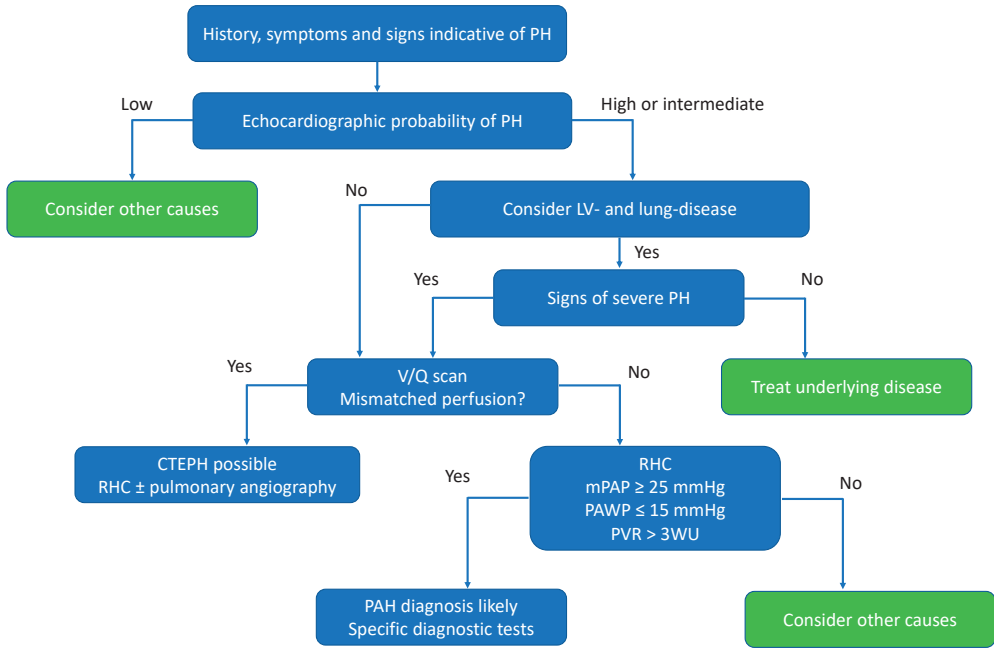 History, symptoms and signs indicative of PH
Low
High or intermediate
Echocardiographic probability of PH
No
Consider other causes
Consider LV- and lung-disease
Yes
Yes
No
Signs of severe PH
Yes
V/Q scan
Mismatched perfusion?
No
Treat underlying disease
CTEPH possible
RHC ± pulmonary angiography
Yes
RHC
mPAP ≥ 25 mmHg
PAWP ≤ 15 mmHg
PVR > 3WU
No
PAH diagnosis likely
Specific diagnostic tests
Consider other causes